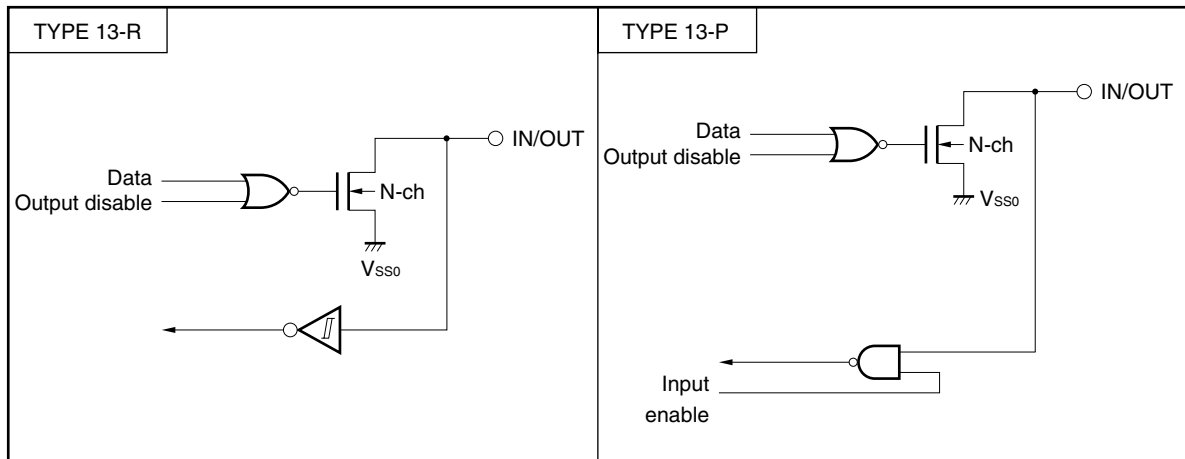 TYPE 13-R
IN/OUT
Data
Output disable
N-ch
VSS0
TYPE 13-P
IN/OUT
Data
Output disable
N-ch
VSS0
Input
enable